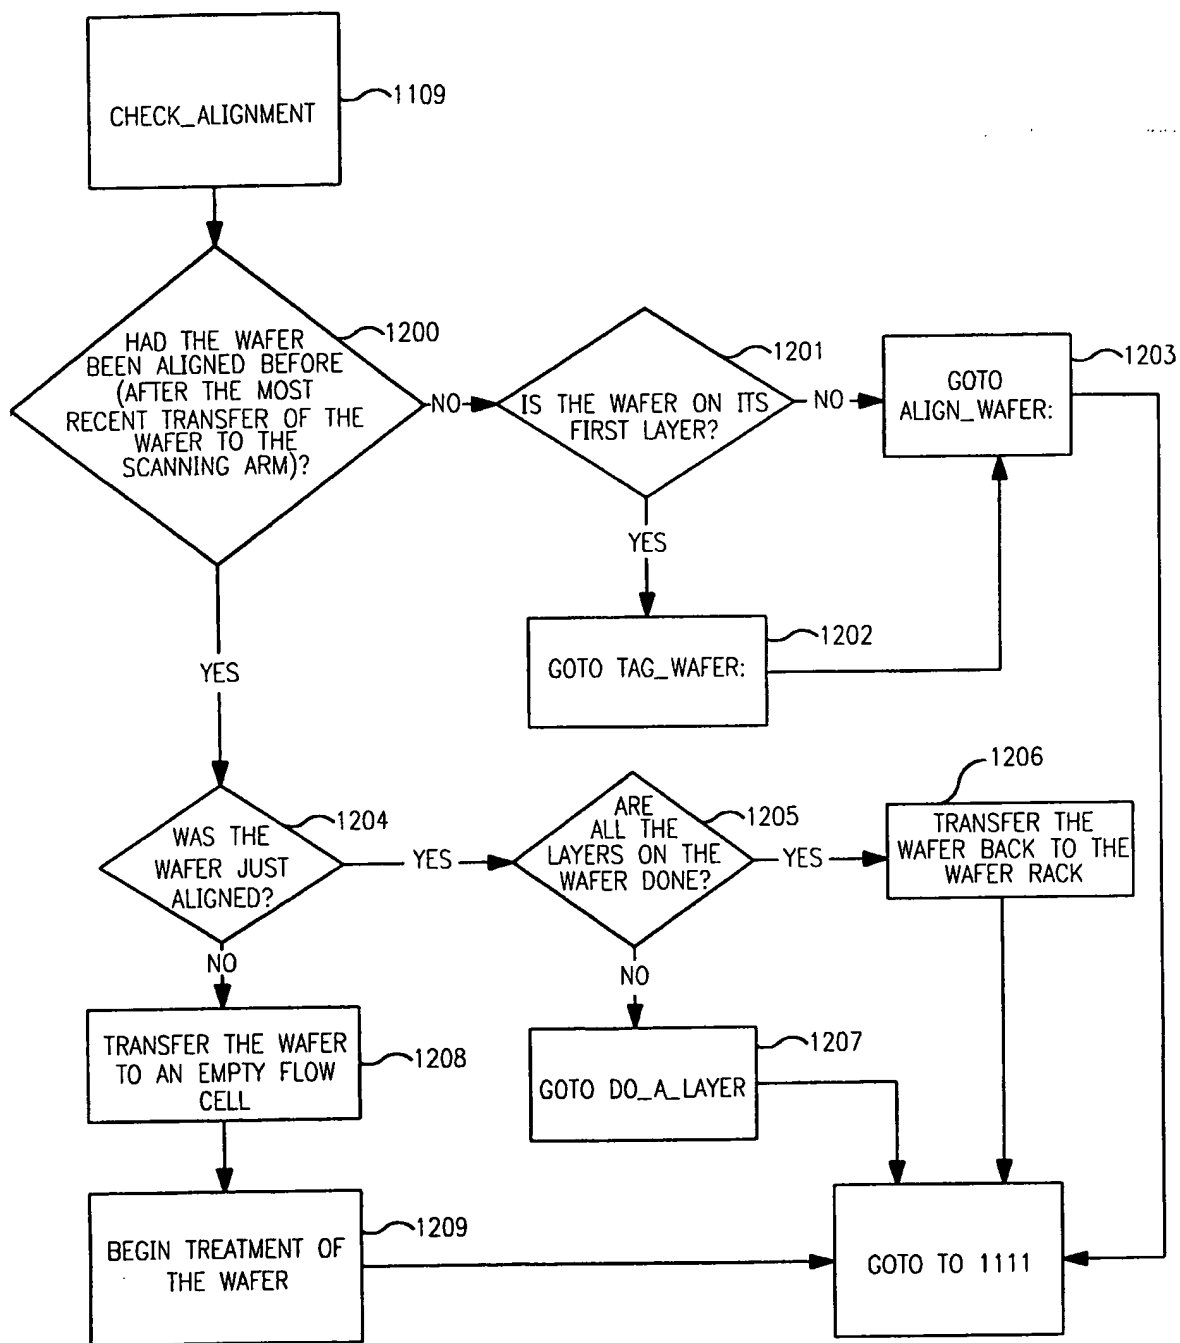 CHECK_ALIGNMENT
1109
HAD THE WAFER
BEEN ALIGNED BEFORE
(AFTER THE MOST
RECENT TRANSFER OF THE
WAFER TO THE
SCANNING ARM)?
1200
NO
IS THE WAFER ON ITS
FIRST LAYER?
1201
NO
GOTO
ALIGN_WAFER:
1203
YES
GOTO TAG_WAFER:
1202
YES
WAS THE
WAFER JUST
ALIGNED?
1204
YES
ARE
ALL THE
LAYERS ON THE
WAFER DONE?
1205
YES
TRANSFER THE
WAFER BACK TO THE
WAFER RACK
1206
NO
TRANSFER THE WAFER
TO AN EMPTY FLOW
CELL
1208
NO
GOTO DO_A_LAYER
1207
BEGIN TREATMENT OF
THE WAFER
1209
GOTO TO 1111